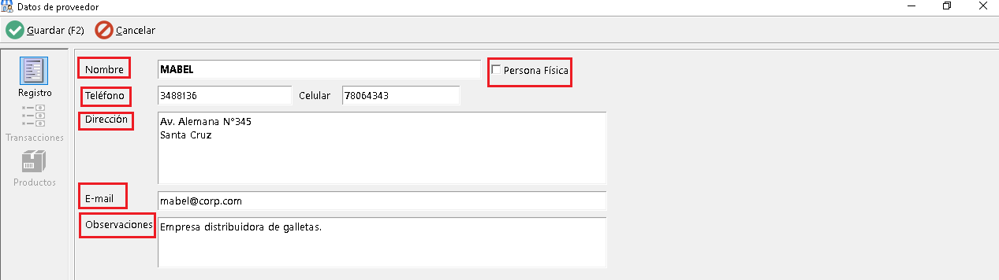 Datos de proveedor
Guardar (F2) Cancelar
Registro
Transacciones
Productos
Nombre MABEL Persona Física
Teléfono 3488136 Celular 78064343
Dirección Av. Alemana N°345
Santa Cruz
E-mail mabel@corp.com
Observaciones Empresa distribuidora de galletas.